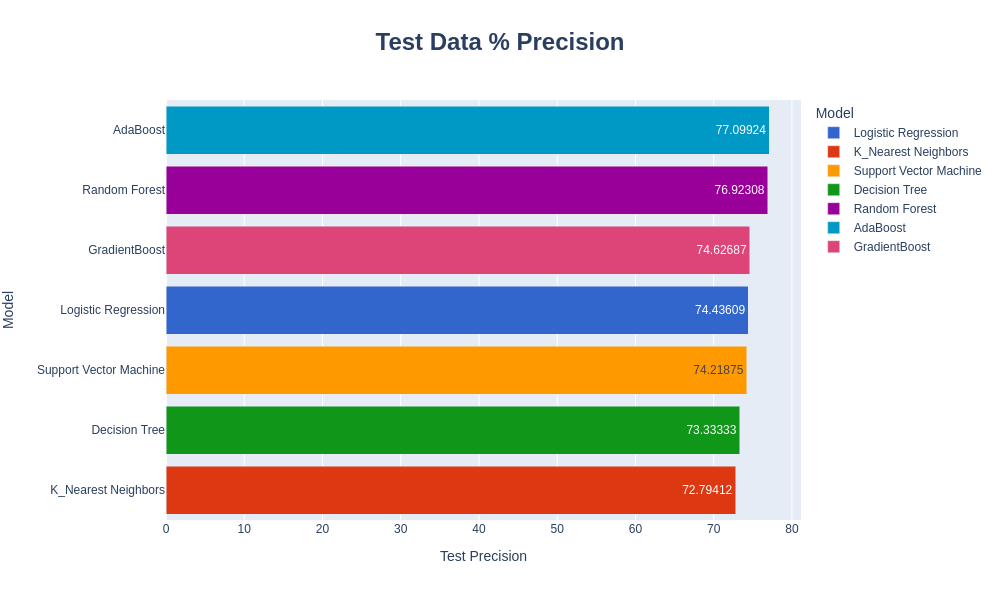 Test Data % Precision
AdaBoost 77.09924
Random Forest 76.92308
GradientBoost 74.62687
Logistic Regression 74.43609
Support Vector Machine 74.21875
Decision Tree 73.33333
K_Nearest Neighbors 72.79412
0 10 20 30 40 50 60 70 80
Test Precision
Model
Model
Logistic Regression
K_Nearest Neighbors
Support Vector Machine
Decision Tree
Random Forest
AdaBoost
GradientBoost